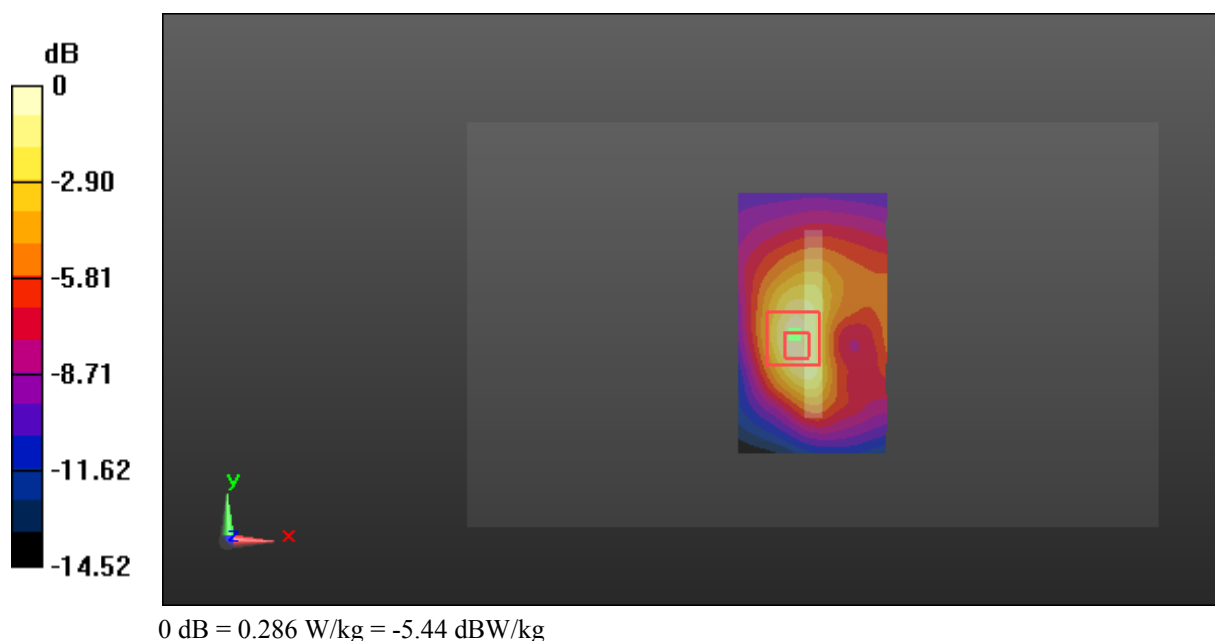 dB
0
-2.90
-5.81
-8.71
-11.62
-14.52
y
z
x
0 dB = 0.286 W/kg = -5.44 dBW/kg